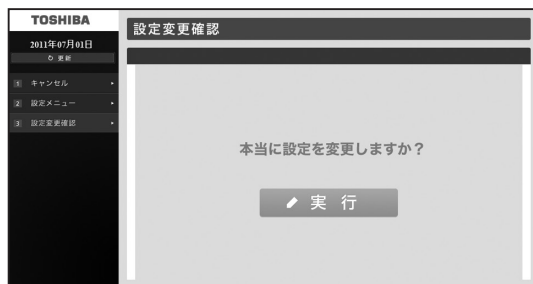 TOSHIBA
2011年07月01日
更新
1 キャンセル
2 設定メニュー
3 設定変更確認
設定変更確認
本当に設定を変更しますか？
実 行